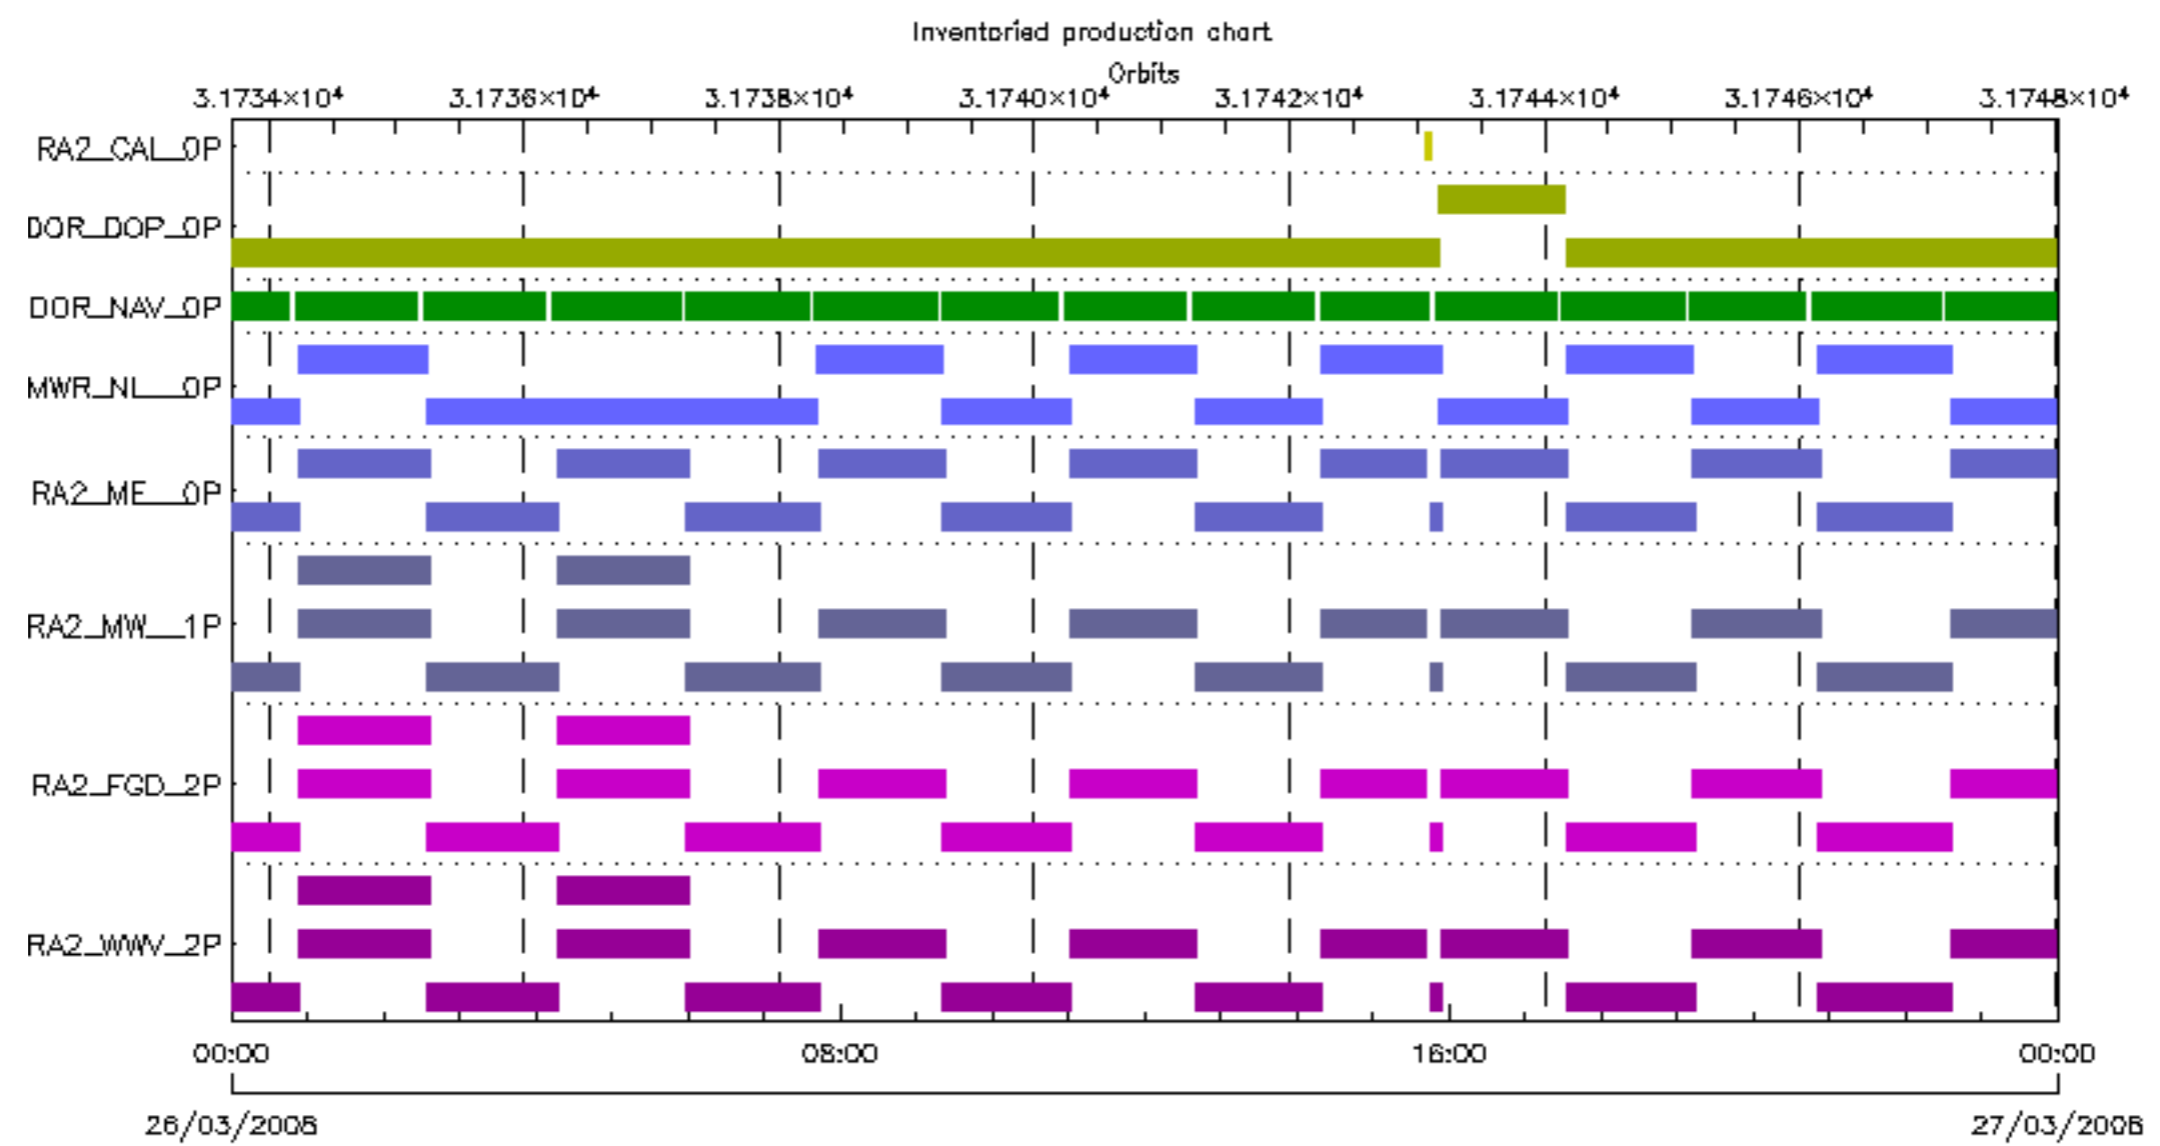 Inventoried production chart
Orbits
3.1734×10⁴ 3.1736×10⁴ 3.1738×10⁴ 3.1740×10⁴ 3.1742×10⁴ 3.1744×10⁴ 3.1746×10⁴ 3.1748×10⁴
RA2_CAL_0P
DOR_DOP_0P
DOR_NAV_0P
MWR_NL__0P
RA2_ME__0P
RA2_MW__1P
RA2_FGD_2P
RA2_WWV_2P
00:00 08:00 16:00 00:00
26/03/2008 27/03/2008